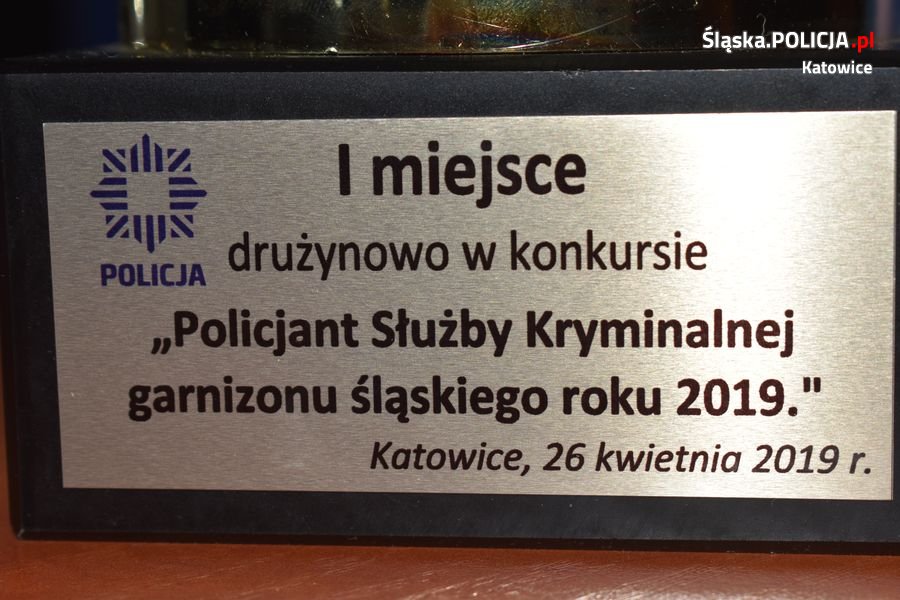 Śląska.POLICJA.pl
Katowice
I miejsce
POLICJA
drużynowo w konkursie
„Policjant Służby Kryminalnej
garnizonu śląskiego roku 2019."
Katowice, 26 kwietnia 2019 r.